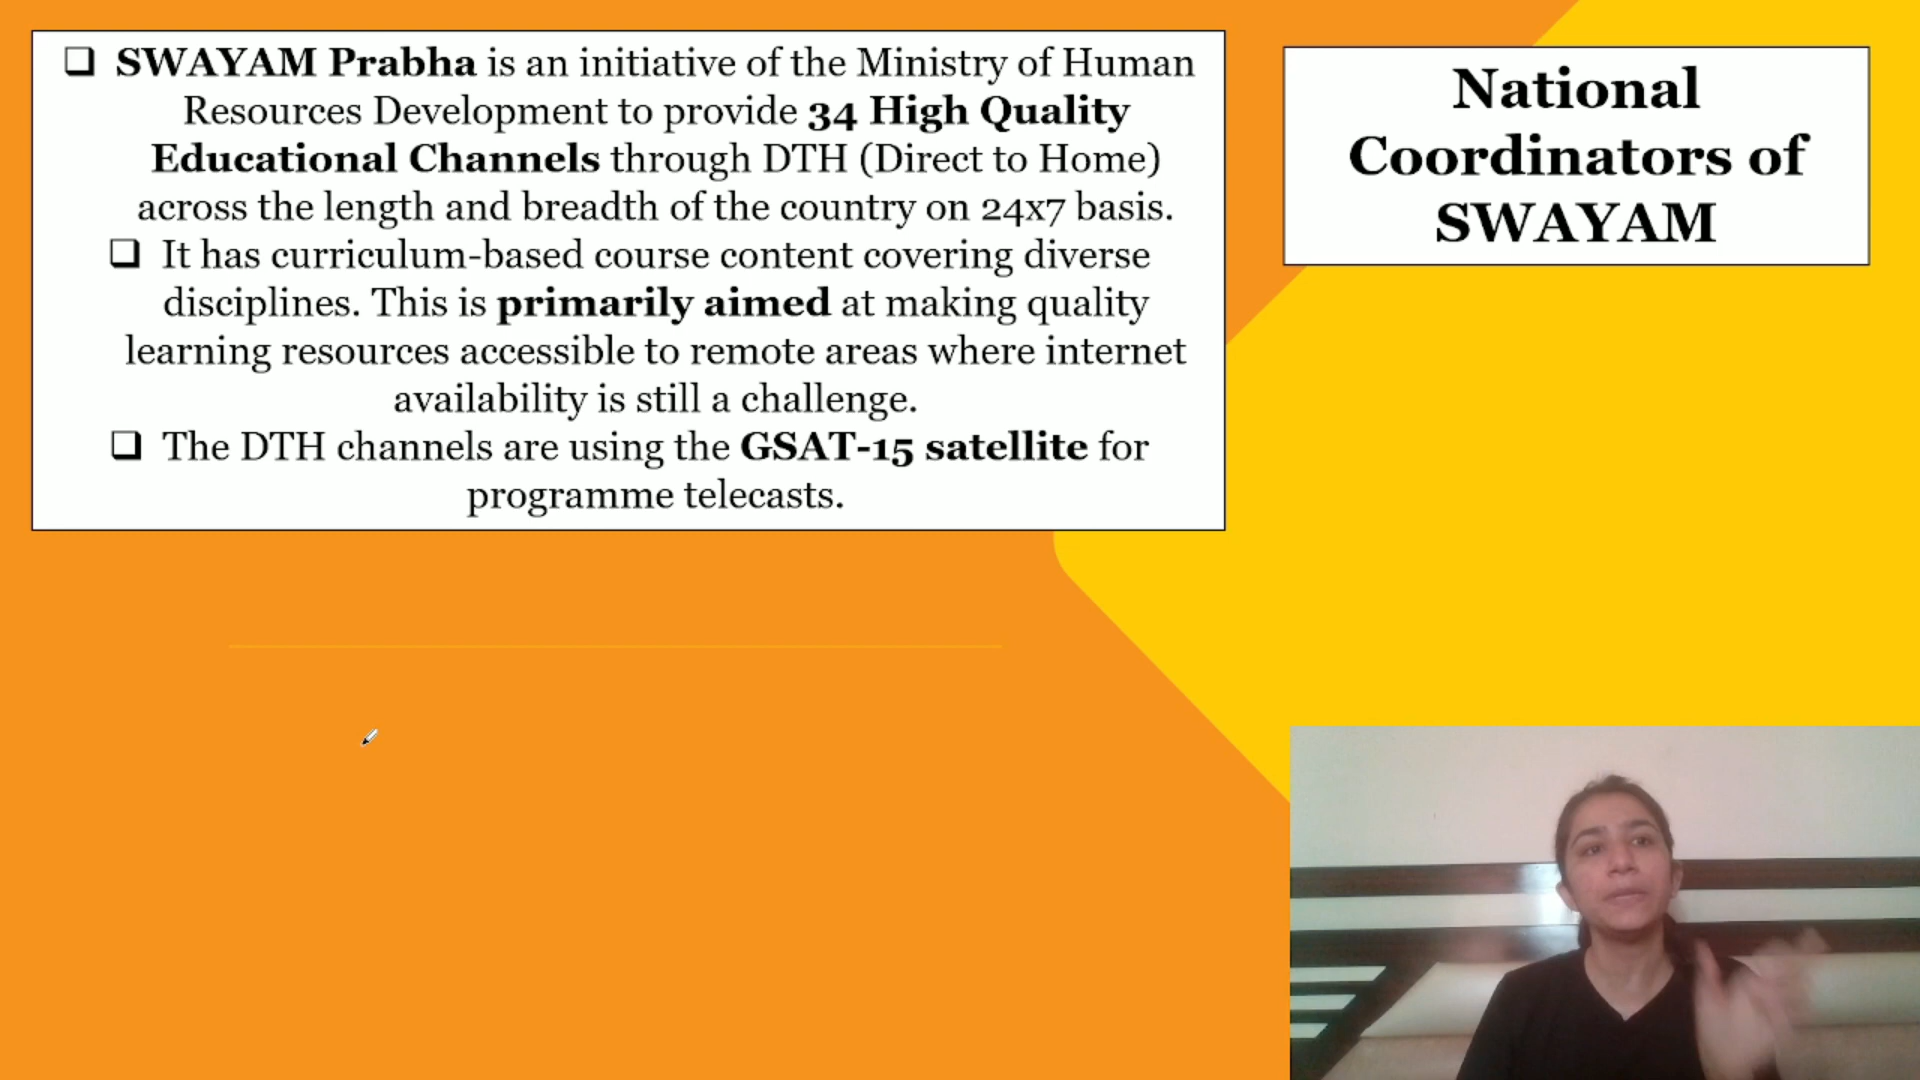 ❑ SWAYAM Prabha is an initiative of the Ministry of Human
Resources Development to provide 34 High Quality
Educational Channels through DTH (Direct to Home)
across the length and breadth of the country on 24x7 basis.
❑ It has curriculum-based course content covering diverse
disciplines. This is primarily aimed at making quality
learning resources accessible to remote areas where internet
availability is still a challenge.
❑ The DTH channels are using the GSAT-15 satellite for
programme telecasts.
National
Coordinators of
SWAYAM